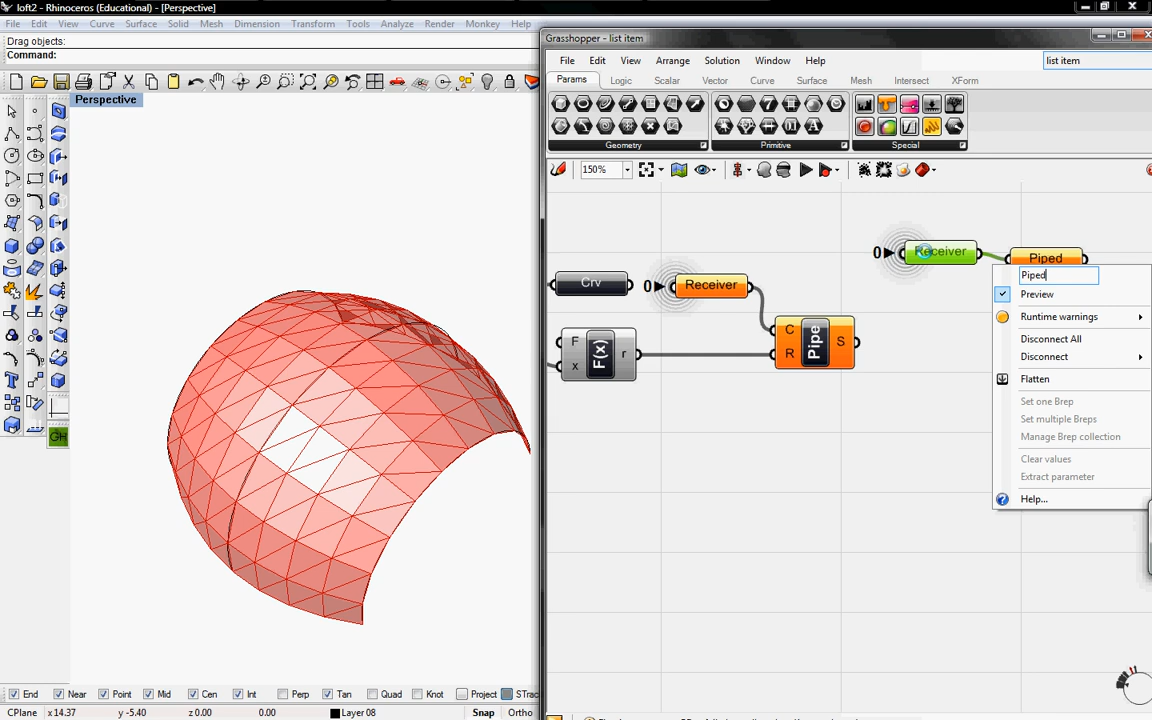 loft2 - Rhinoceros (Educational) - [Perspective]
File Edit View Curve Surface Solid Mesh Dimension Transform Tools Analyze Render Monkey Help
Drag objects:
Command:
Perspective
Grasshopper - list item
File Edit View Arrange Solution Window Help
list item
Params Logic Scalar Vector Curve Surface Mesh Intersect XForm
Geometry Primitive Special
150%
0 Receiver Piped
Crv 0 Receiver
C R Pipe S
F x F(x) r
Piped
Preview
Runtime warnings
Disconnect All
Disconnect
Flatten
Set one Brep
Set multiple Breps
Manage Brep collection
Clear values
Extract parameter
Help...
GH
End Near Point Mid Cen Int Perp Tan Quad Knot Project STrac
CPlane x 14.37 y -5.40 z 0.00 0.00 Layer 08 Snap Ortho